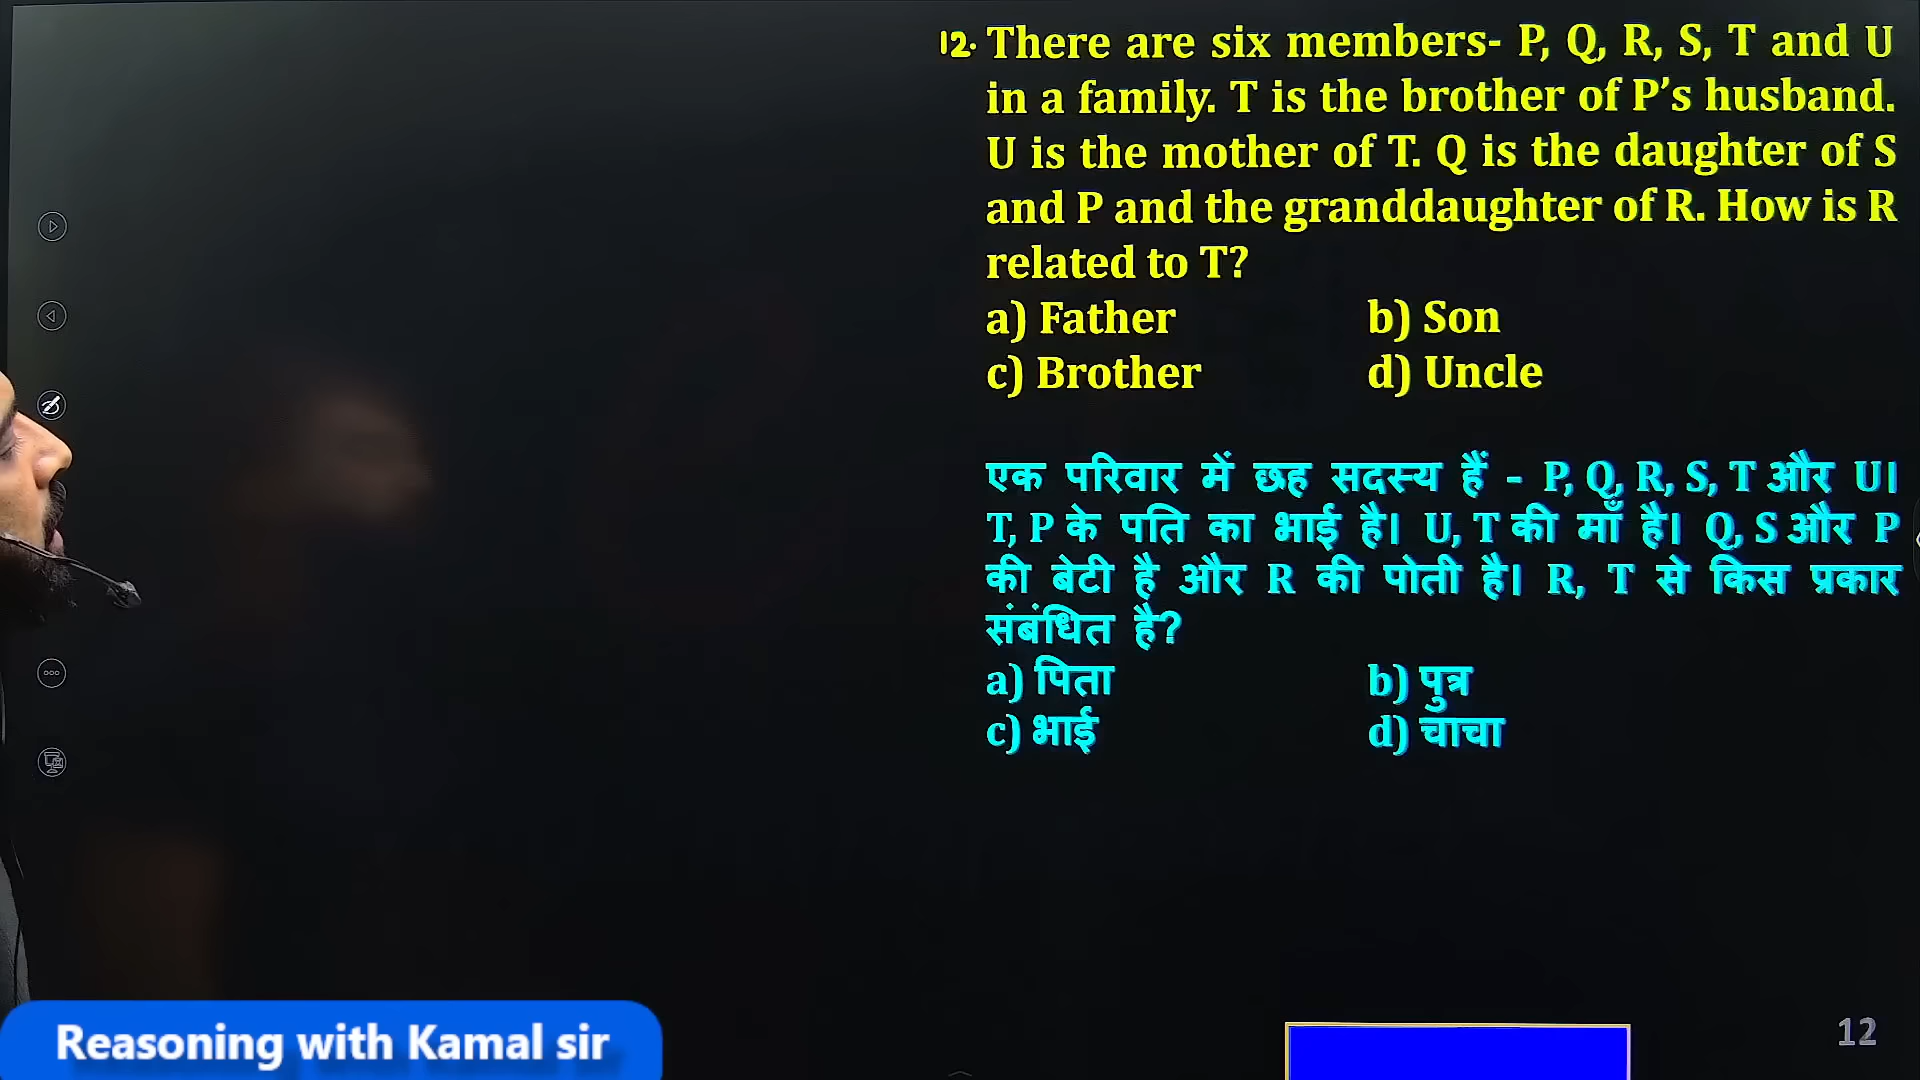 12. There are six members- P, Q, R, S, T and U
in a family. T is the brother of P’s husband.
U is the mother of T. Q is the daughter of S
and P and the granddaughter of R. How is R
related to T?
a) Father b) Son
c) Brother d) Uncle
एक परिवार में छह सदस्य हैं - P, Q, R, S, T और U।
T, P के पति का भाई है। U, T की माँ है। Q, S और P
की बेटी है और R की पोती है। R, T से किस प्रकार
संबंधित है?
a) पिता b) पुत्र
c) भाई d) चाचा
Reasoning with Kamal sir
12